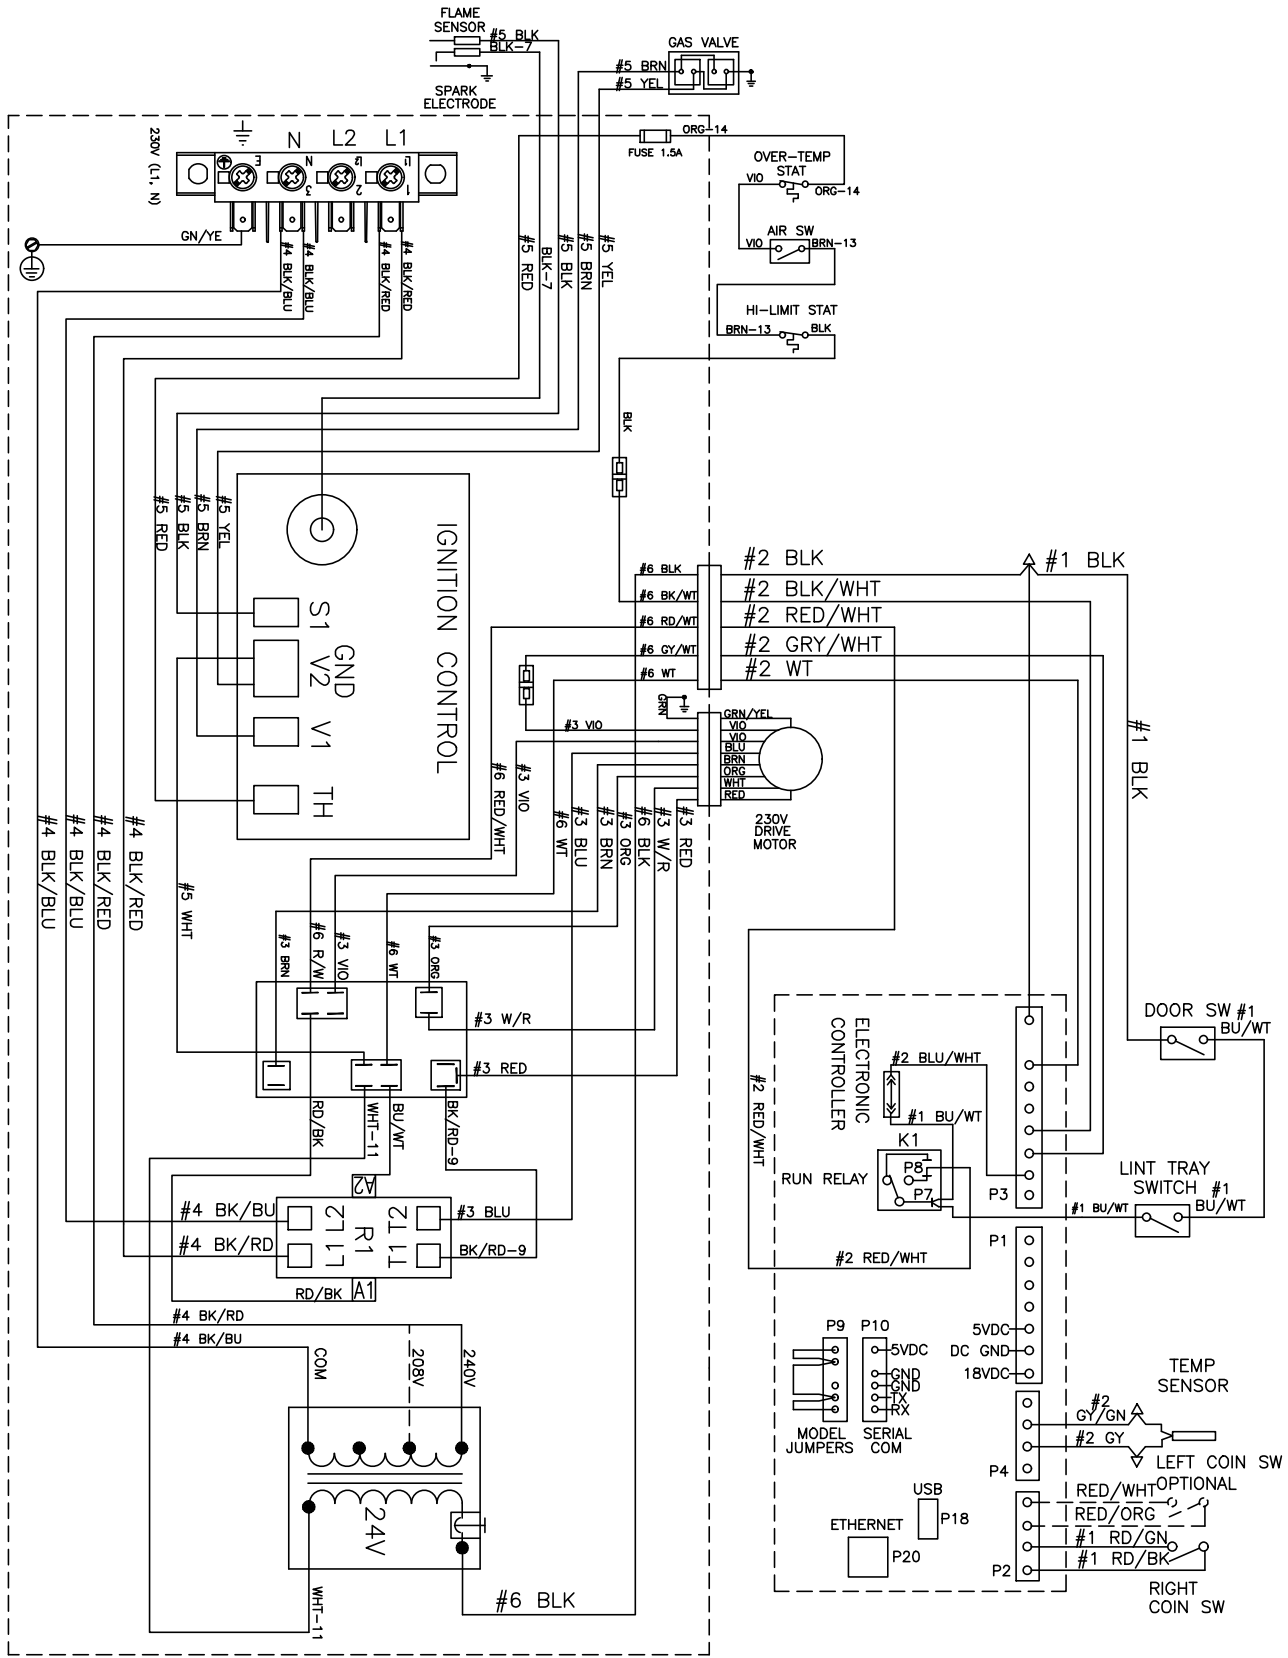 FLAME
SENSOR
#5 BLK
BLK-7
SPARK
ELECTRODE
GAS VALVE
#5 BRN
#5 YEL
230V (L1, N)
N
L2
L1
E
N
L2
L1
3
2
1
GN/YE
#4 BLK/BLU
#4 BLK/BLU
#4 BLK/RED
#4 BLK/RED
ORG-14
FUSE 1.5A
OVER-TEMP
STAT
VIO
ORG-14
AIR SW
VIO
BRN-13
HI-LIMIT STAT
BRN-13
BLK
#5 RED
BLK-7
#5 BLK
#5 BRN
#5 YEL
BLK
#5 RED
#5 BLK
#5 BRN
#5 YEL
IGNITION CONTROL
S1
GND
V2
V1
TH
#6 BLK
#6 BK/WT
#6 RD/WT
#6 GY/WT
#6 WT
#2 BLK
#2 BLK/WHT
#2 RED/WHT
#2 GRY/WHT
#2 WT
#1 BLK
#1 BLK
GRN
#3 VIO
GRN/YEL
VIO
VIO
BLU
BRN
ORG
WHT
RED
230V
DRIVE
MOTOR
#6 RED/WHT
#3 VIO
#6 WT
#3 BLU
#3 BRN
#3 ORG
#6 BLK
#3 W/R
#3 RED
#4 BLK/BLU
#4 BLK/BLU
#4 BLK/RED
#4 BLK/RED
#5 WHT
#3 BRN
#6 R/W
#3 VIO
#6 WT
#3 ORG
#3 W/R
#3 RED
RD/BK
WHT-11
BU/WT
BK/RD-9
A2
#4 BK/BU
L2
R1
T2
#3 BLU
#4 BK/RD
L1
T1
BK/RD-9
RD/BK
A1
#4 BK/RD
#4 BK/BU
COM
208V
240V
24V
WHT-11
#6 BLK
ELECTRONIC
CONTROLLER
#2 BLU/WHT
#1 BU/WT
K1
P8
P7
RUN RELAY
#2 RED/WHT
#2 RED/WHT
P3
DOOR SW #1
BU/WT
LINT TRAY
SWITCH #1
BU/WT
#1 BU/WT
P1
5VDC
DC GND
18VDC
P9
P10
5VDC
GND
GND
TX
RX
MODEL
JUMPERS
SERIAL
COM
TEMP
SENSOR
#2
GY/GN
#2 GY
P4
LEFT COIN SW
OPTIONAL
RED/WHT
RED/ORG
#1 RD/GN
#1 RD/BK
P2
RIGHT
COIN SW
USB
P18
ETHERNET
P20